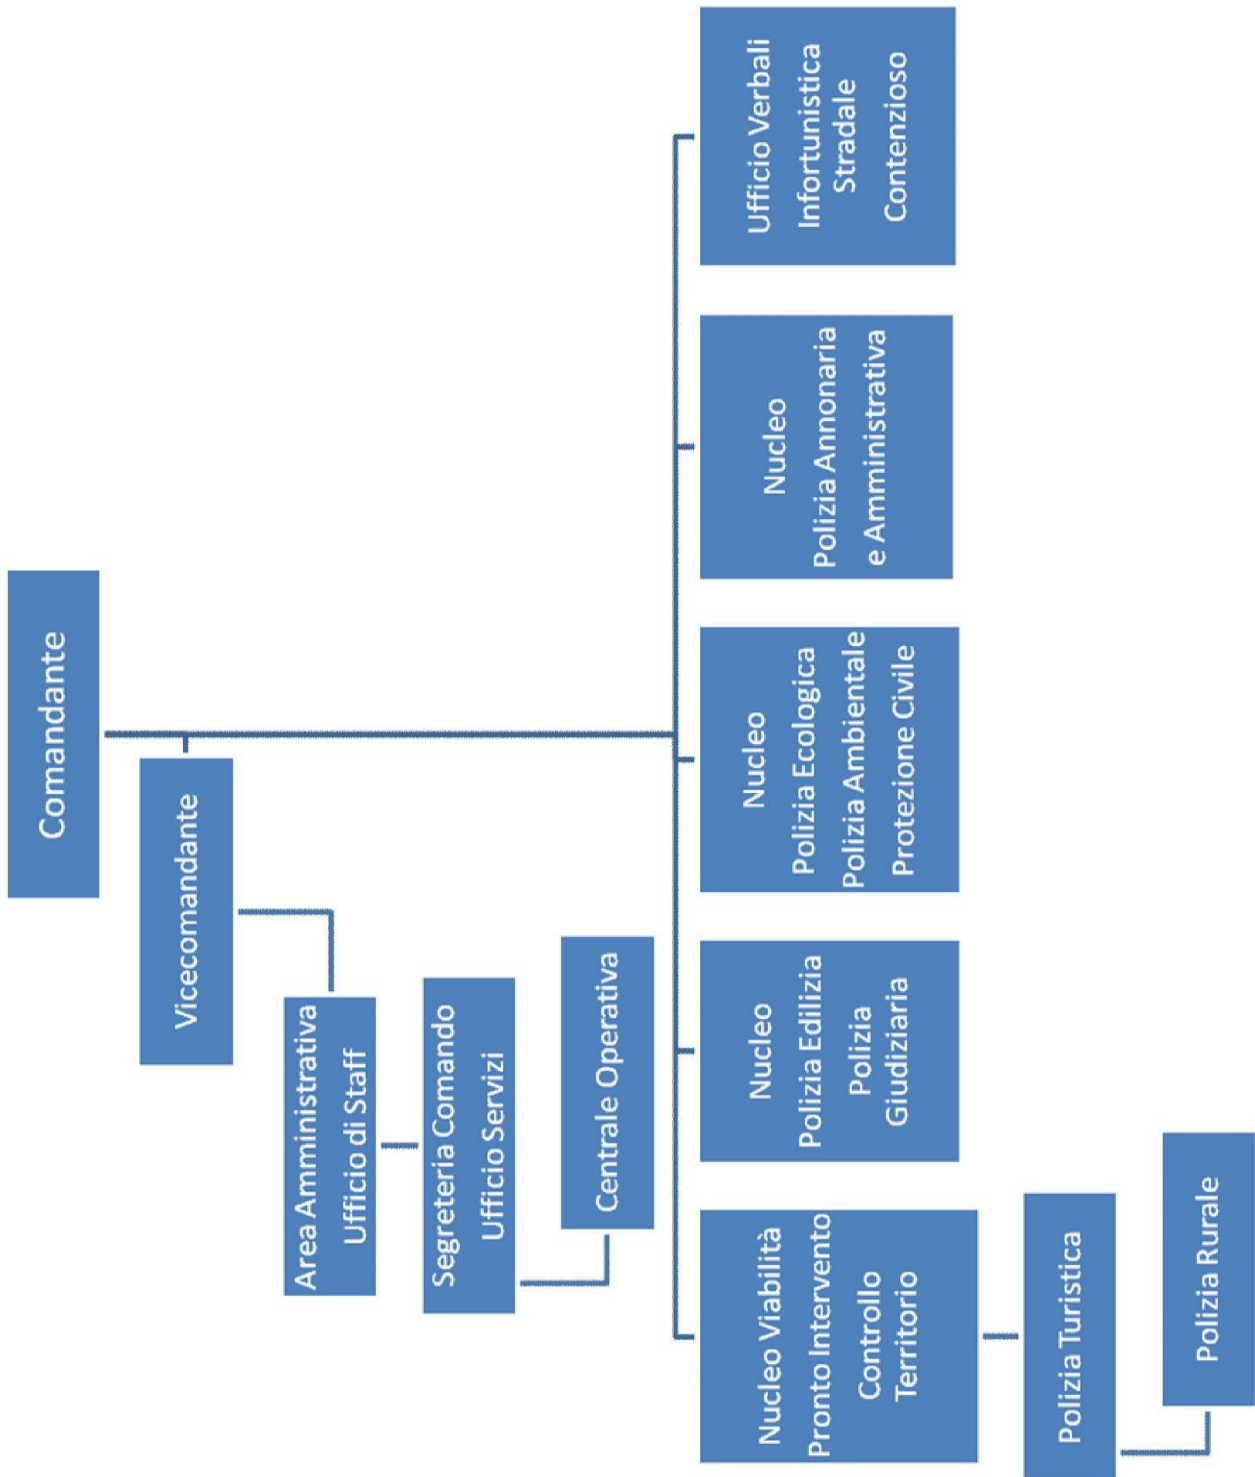 Comandante
Vicecomandante
Area Amministrativa
Ufficio di Staff
Segreteria Comando
Ufficio Servizi
Centrale Operativa
Nucleo Viabilità
Pronto Intervento
Controllo
Territorio
Nucleo
Polizia Edilizia
Polizia
Giudiziaria
Nucleo
Polizia Ecologica
Polizia Ambientale
Protezione Civile
Nucleo
Polizia Annonaria
e Amministrativa
Ufficio Verbali
Infortunistica
Stradale
Contenzioso
Polizia Turistica
Polizia Rurale